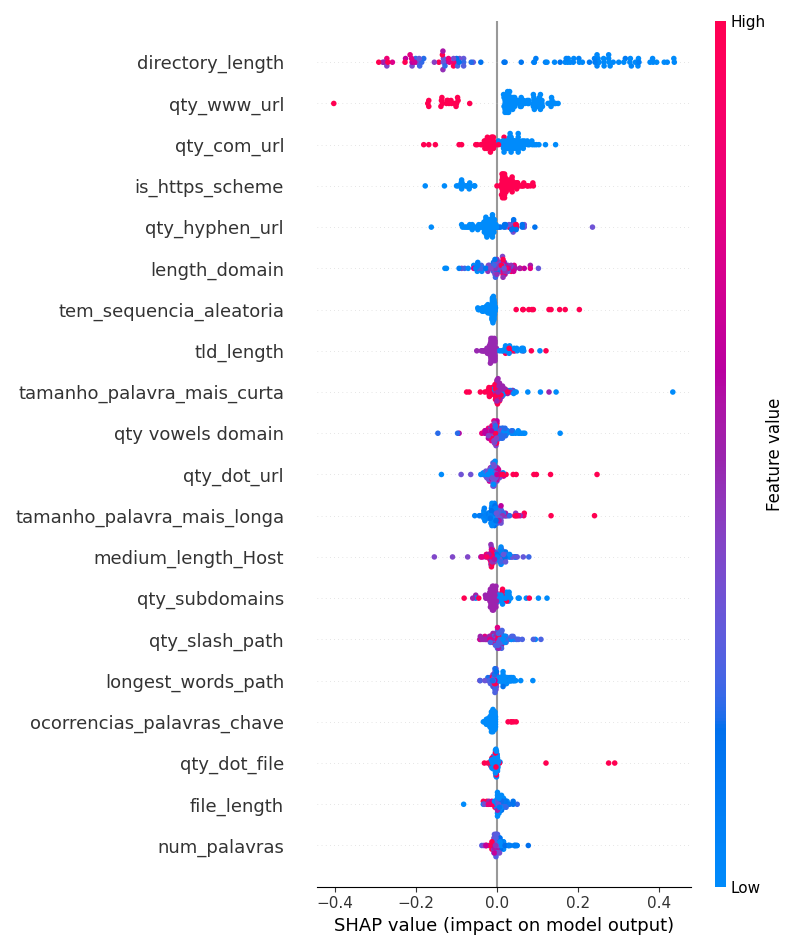 High
directory_length
qty_www_url
qty_com_url
is_https_scheme
qty_hyphen_url
length_domain
tem_sequencia_aleatoria
tld_length
tamanho_palavra_mais_curta
qty vowels domain
qty_dot_url
tamanho_palavra_mais_longa
medium_length_Host
qty_subdomains
qty_slash_path
longest_words_path
ocorrencias_palavras_chave
qty_dot_file
file_length
num_palavras
Feature value
Low
−0.4 −0.2 0.0 0.2 0.4
SHAP value (impact on model output)